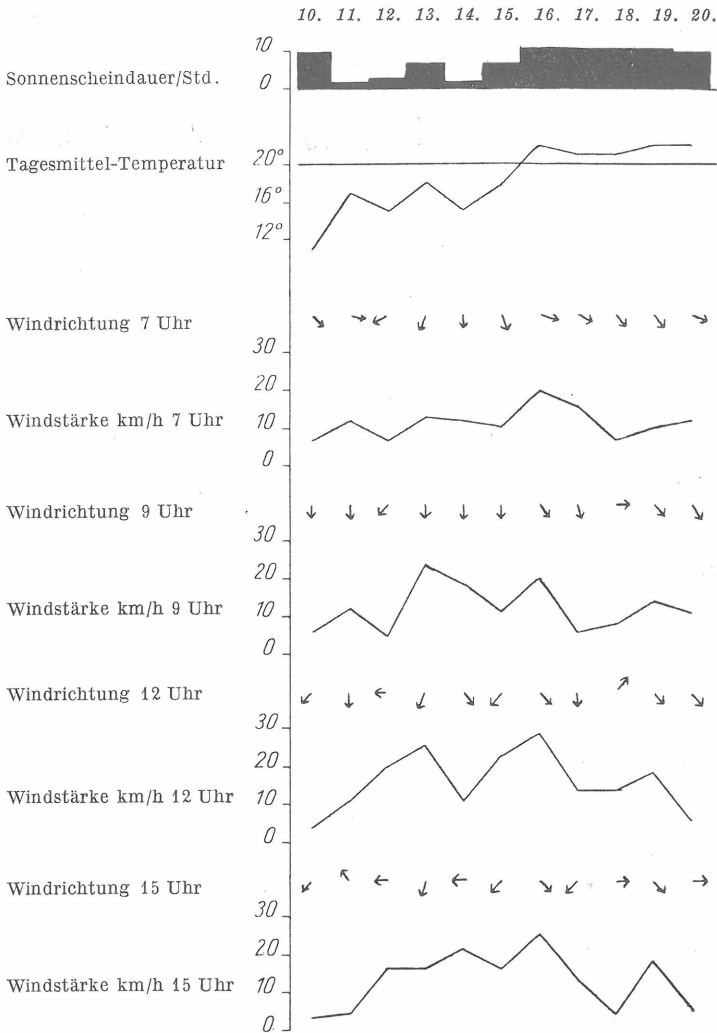 10. 11. 12. 13. 14. 15. 16. 17. 18. 19. 20.
10
Sonnenscheindauer/Std.
0
Tagesmittel-Temperatur
20°
16°
12°
Windrichtung 7 Uhr
30
20
Windstärke km/h 7 Uhr
10
0
Windrichtung 9 Uhr
30
20
Windstärke km/h 9 Uhr
10
0
Windrichtung 12 Uhr
30
20
Windstärke km/h 12 Uhr
10
0
Windrichtung 15 Uhr
30
20
Windstärke km/h 15 Uhr
10
0